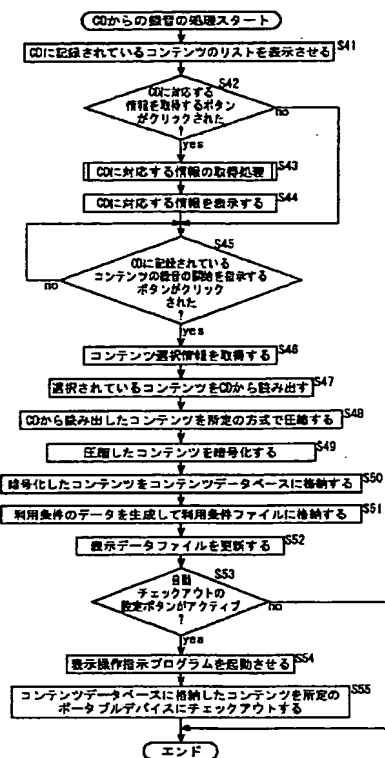 CDからの録音の処理スタート
CDに記録されているコンテンツのリストを表示させる
S41
S42
CDに対応する
情報を取得するボタン
がクリックされた
?
no
yes
CDに対応する情報の取得処理
S43
CDに対応する情報を表示する
S44
S45
CDに記録されている
コンテンツの録音の開始を指示する
ボタンがクリック
された
?
no
yes
コンテンツ選択情報を取得する
S46
選択されているコンテンツをCDから読み出す
S47
CDから読み出したコンテンツを所定の方式で圧縮する
S48
圧縮したコンテンツを暗号化する
S49
暗号化したコンテンツをコンテンツデータベースに格納する
S50
利用条件のデータを生成して利用条件ファイルに格納する
S51
表示データファイルを更新する
S52
S53
自動
チェックアウトの
設定ボタンがアクティブ
?
no
yes
表示操作指示プログラムを起動させる
S54
コンテンツデータベースに格納したコンテンツを所定の
ポータブルデバイスにチェックアウトする
S55
エンド